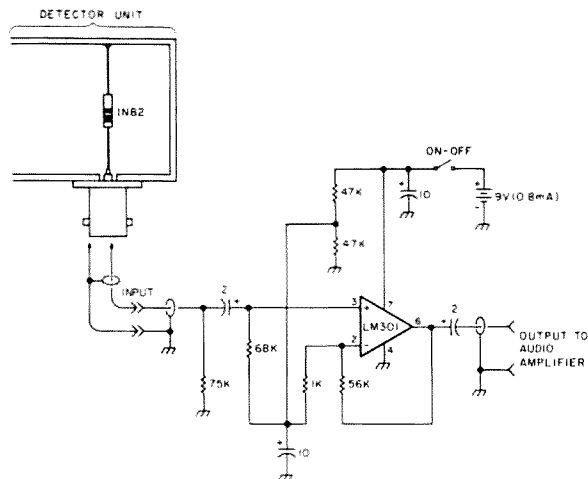 DETECTOR UNIT
IN82
ON-OFF
47K
+
10
+
9V(0.8mA)
-
47K
INPUT
2
+
3
+
7
LM301
6
+
2
2
-
4
OUTPUT TO
AUDIO
AMPLIFIER
68K
75K
1K
56K
+
10